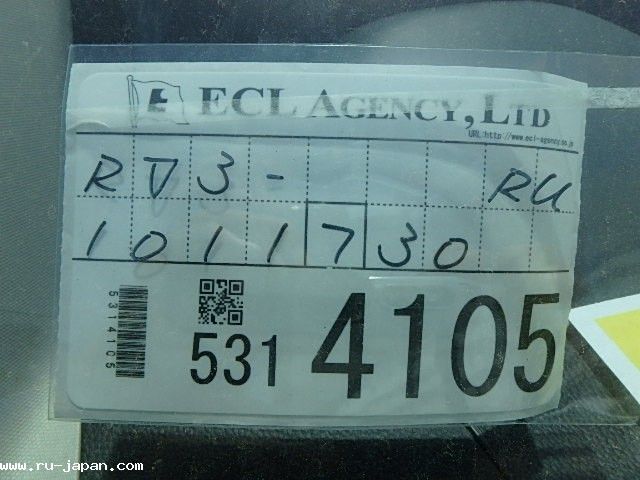 E ECL AGENCY, LTD
URL:http://www.ecl-agency.co.jp
RD3- RU
1011730
5314105
531 4105
www.ru-japan.com